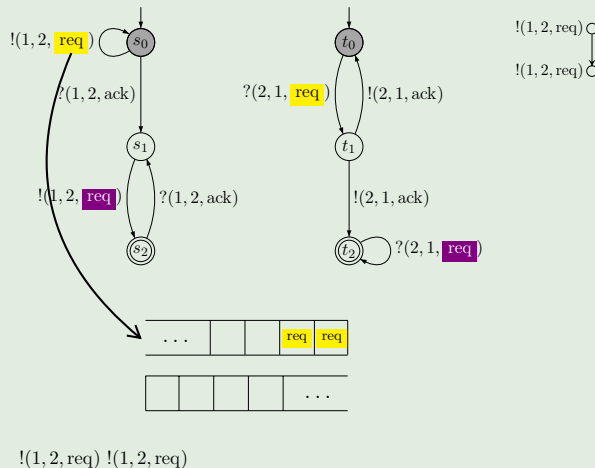 !(1, 2, req)
s₀
t₀
!(1, 2, req)
?(1, 2, ack)
?(2, 1, req)
!(2, 1, ack)
!(1, 2, req)
s₁
t₁
!(1, 2, req)
?(1, 2, ack)
!(2, 1, ack)
s₂
t₂
?(2, 1, req)
. . . req req
. . .
!(1, 2, req) !(1, 2, req)